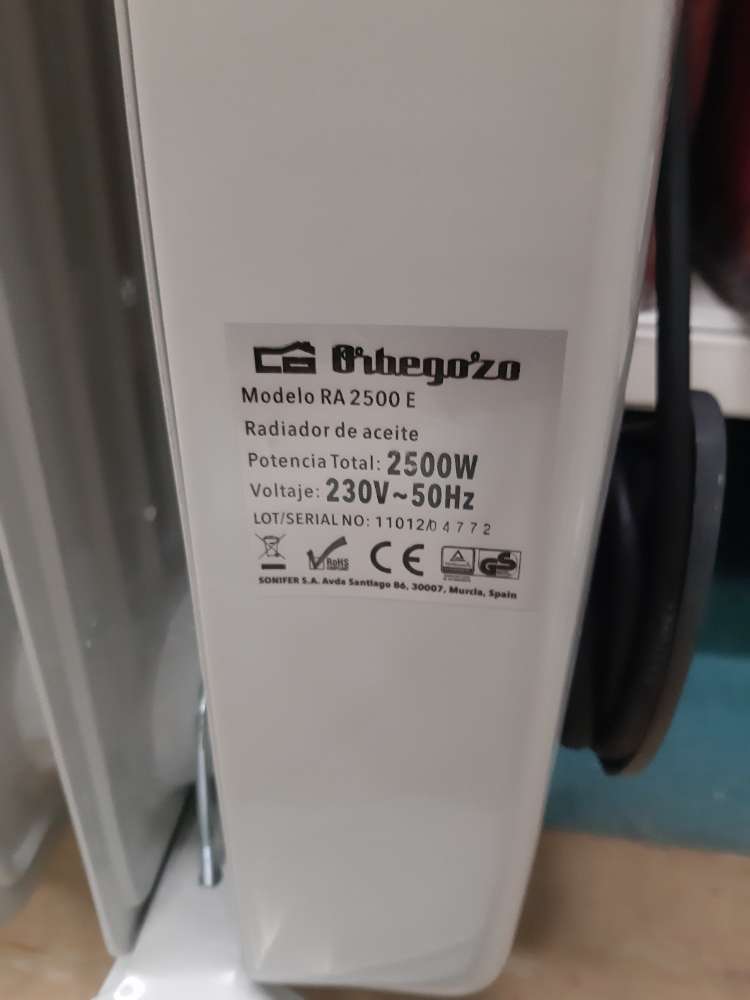 Orbegozo
Modelo RA 2500 E
Radiador de aceite
Potencia Total: 2500W
Voltaje: 230V~50Hz
LOT/SERIAL NO: 11012/04772
RoHS
CE
GS
SONIFER S.A. Avda Santiago 86, 30007, Murcia, Spain